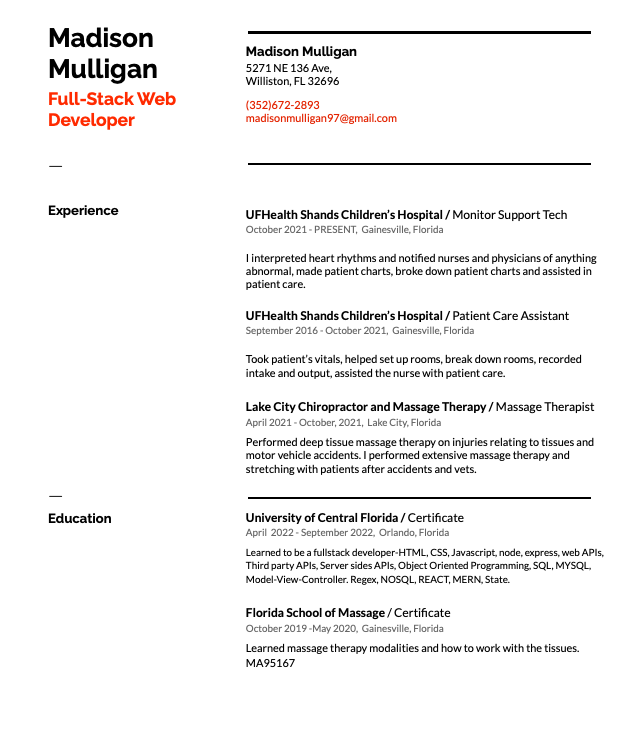 Madison
Mulligan
Full-Stack Web
Developer
Madison Mulligan
5271 NE 136 Ave,
Williston, FL 32696
(352)672-2893
madisonmulligan97@gmail.com
—
Experience
UFHealth Shands Children’s Hospital / Monitor Support Tech
October 2021 - PRESENT, Gainesville, Florida
I interpreted heart rhythms and notified nurses and physicians of anything
abnormal, made patient charts, broke down patient charts and assisted in
patient care.
UFHealth Shands Children’s Hospital / Patient Care Assistant
September 2016 - October 2021, Gainesville, Florida
Took patient’s vitals, helped set up rooms, break down rooms, recorded
intake and output, assisted the nurse with patient care.
Lake City Chiropractor and Massage Therapy / Massage Therapist
April 2021 - October, 2021, Lake City, Florida
Performed deep tissue massage therapy on injuries relating to tissues and
motor vehicle accidents. I performed extensive massage therapy and
stretching with patients after accidents and vets.
—
Education
University of Central Florida / Certificate
April 2022 - September 2022, Orlando, Florida
Learned to be a fullstack developer-HTML, CSS, Javascript, node, express, web APIs,
Third party APIs, Server sides APIs, Object Oriented Programming, SQL, MYSQL,
Model-View-Controller. Regex, NOSQL, REACT, MERN, State.
Florida School of Massage / Certificate
October 2019 -May 2020, Gainesville, Florida
Learned massage therapy modalities and how to work with the tissues.
MA95167